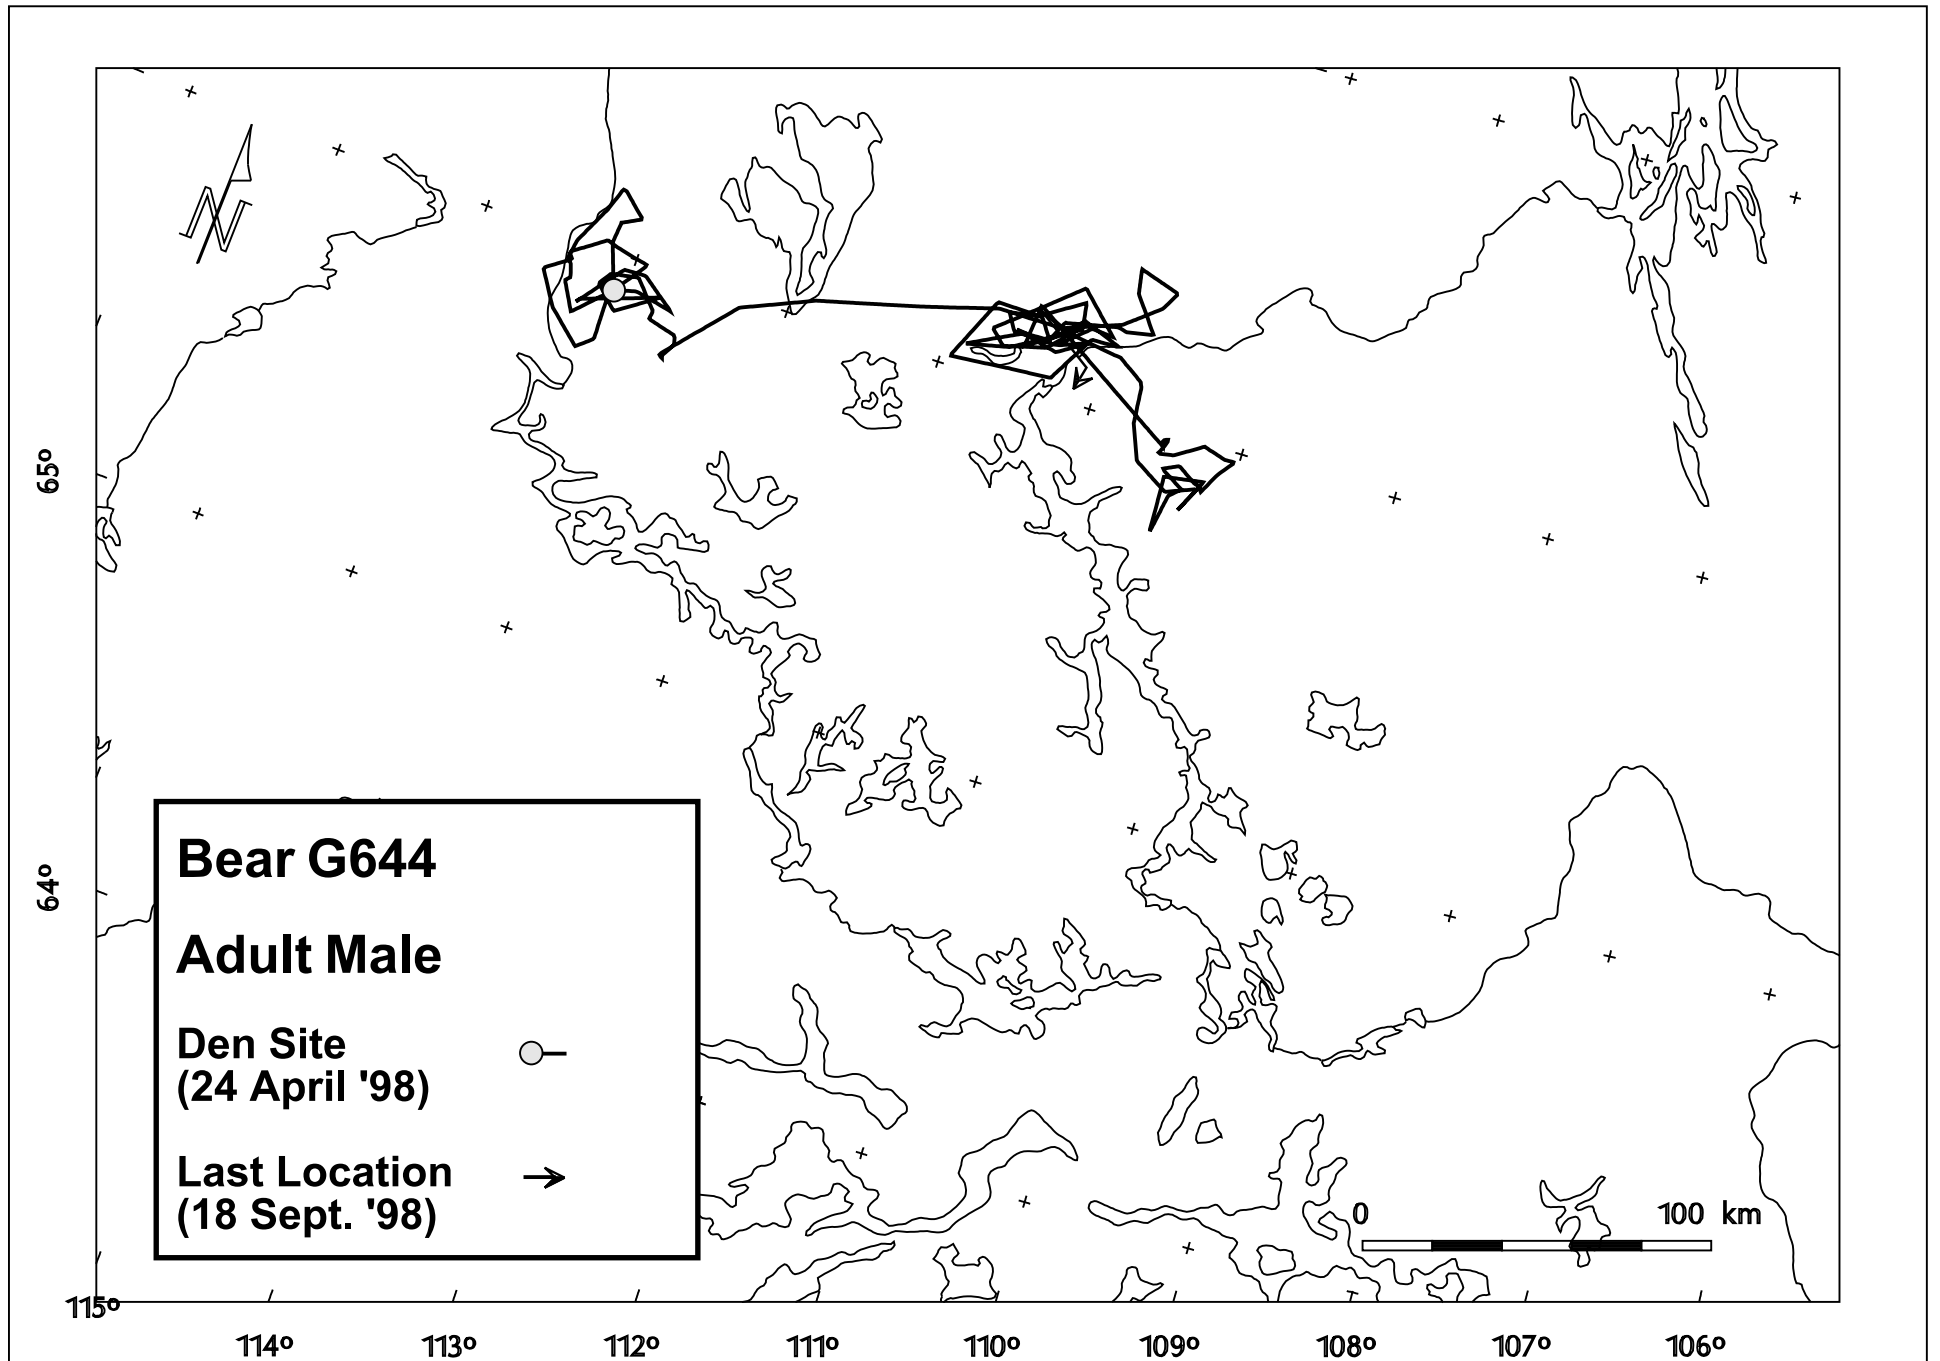 N
65º
64º
Bear G644
Adult Male
Den Site
(24 April '98)
Last Location
(18 Sept. '98)
0 100 km
115º
114º 113º 112º 111º 110º 109º 108º 107º 106º